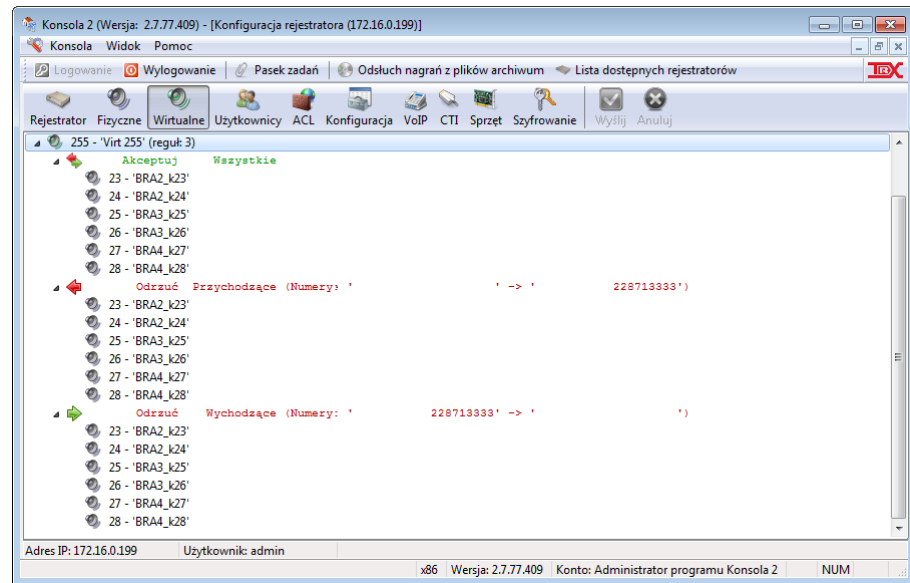 Konsola 2 (Wersja: 2.7.77.409) - [Konfiguracja rejestratora (172.16.0.199)]
Konsola Widok Pomoc
Logowanie Wylogowanie Pasek zadań Odsłuch nagrań z plików archiwum Lista dostępnych rejestratorów TRX
Rejestrator Fizyczne Wirtualne Użytkownicy ACL Konfiguracja VoIP CTI Sprzęt Szyfrowanie Wyślij Anuluj
255 - 'Virt 255' (reguł: 3)
Akceptuj Wszystkie
23 - 'BRA2_k23'
24 - 'BRA2_k24'
25 - 'BRA3_k25'
26 - 'BRA3_k26'
27 - 'BRA4_k27'
28 - 'BRA4_k28'
Odrzuć Przychodzące (Numery: ' ' -> ' 228713333')
23 - 'BRA2_k23'
24 - 'BRA2_k24'
25 - 'BRA3_k25'
26 - 'BRA3_k26'
27 - 'BRA4_k27'
28 - 'BRA4_k28'
Odrzuć Wychodzące (Numery: ' 228713333' -> ' ')
23 - 'BRA2_k23'
24 - 'BRA2_k24'
25 - 'BRA3_k25'
26 - 'BRA3_k26'
27 - 'BRA4_k27'
28 - 'BRA4_k28'
Adres IP: 172.16.0.199 Użytkownik: admin
x86 Wersja: 2.7.77.409 Konto: Administrator programu Konsola 2 NUM